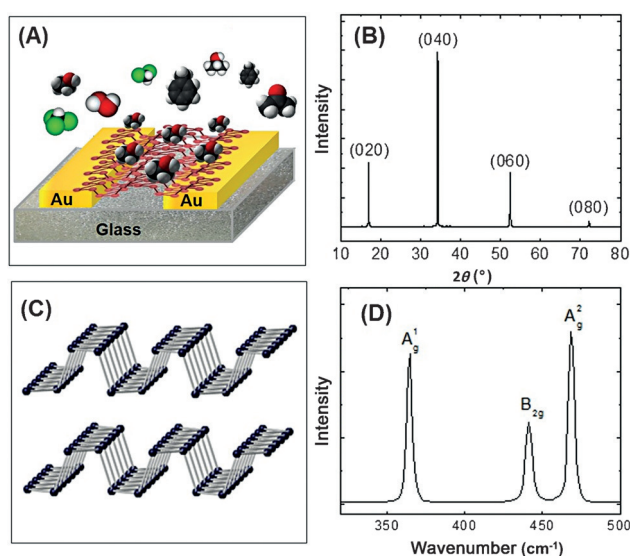 (A)
Au
Au
Glass
(B)
Intensity
(020)
(040)
(060)
(080)
10 20 30 40 50 60 70 80
2θ (°)
(C)
(D)
Intensity
A¹g
B₂g
A²g
350 400 450 500
Wavenumber (cm⁻¹)